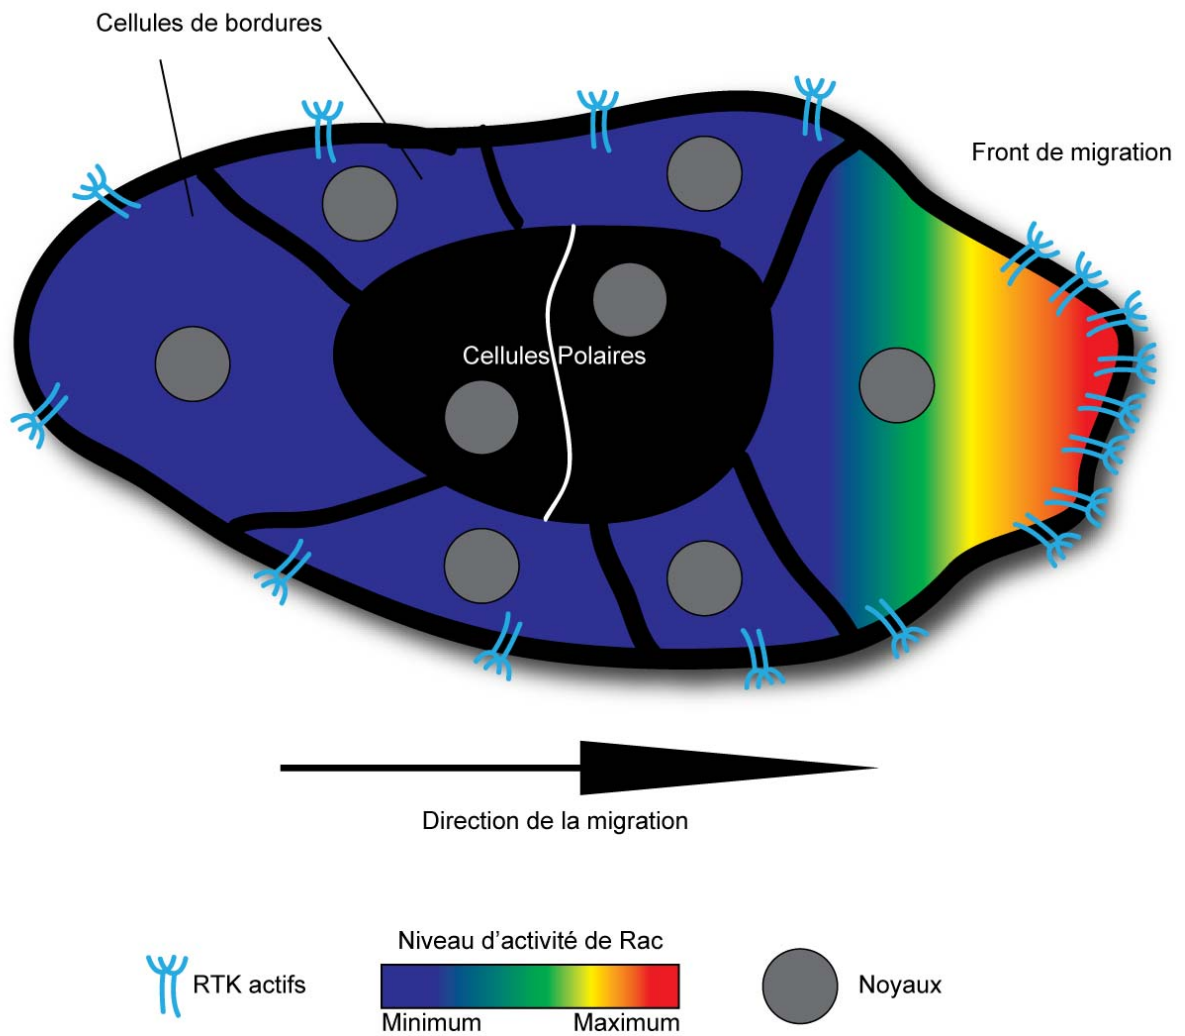 Cellules de bordures
Front de migration
Cellules Polaires
Direction de la migration
Niveau d'activité de Rac
RTK actifs
Noyaux
Minimum
Maximum